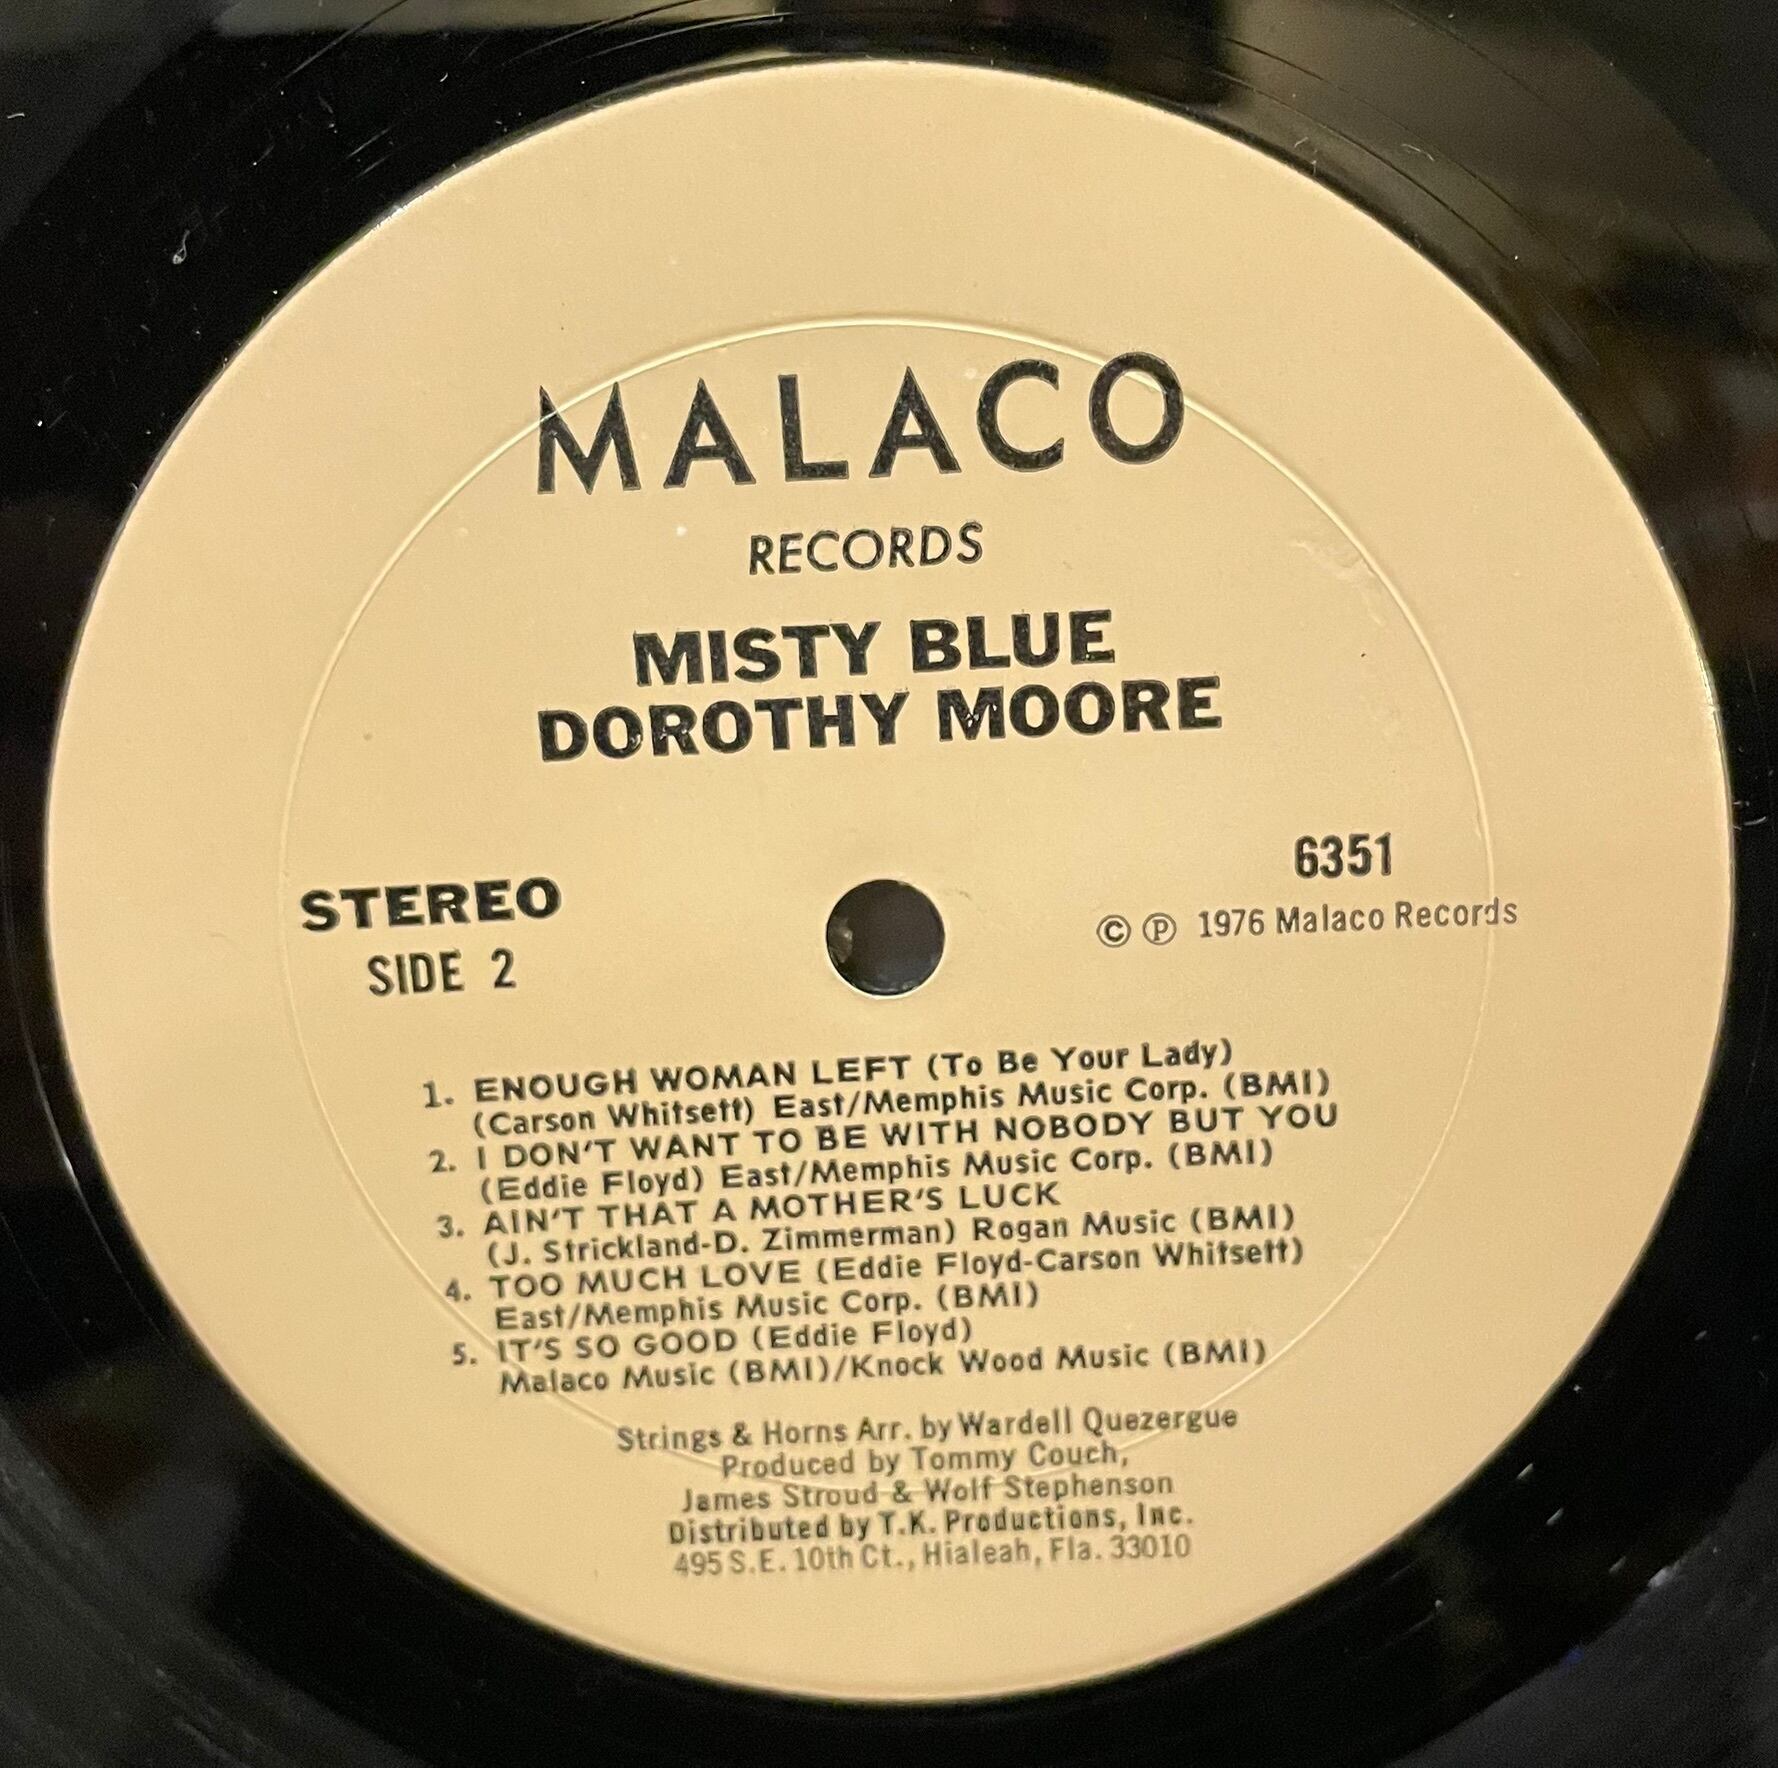 MALACO
RECORDS
MISTY BLUE
DOROTHY MOORE
STEREO
SIDE 2
6351
© ℗ 1976 Malaco Records
1. ENOUGH WOMAN LEFT (To Be Your Lady)
(Carson Whitsett) East/Memphis Music Corp. (BMI)
2. I DON'T WANT TO BE WITH NOBODY BUT YOU
(Eddie Floyd) East/Memphis Music Corp. (BMI)
3. AIN'T THAT A MOTHER'S LUCK
(J. Strickland-D. Zimmerman) Rogan Music (BMI)
4. TOO MUCH LOVE (Eddie Floyd-Carson Whitsett)
East/Memphis Music Corp. (BMI)
5. IT'S SO GOOD (Eddie Floyd)
Malaco Music (BMI)/Knock Wood Music (BMI)
Strings & Horns Arr. by Wardell Quezergue
Produced by Tommy Couch,
James Stroud & Wolf Stephenson
Distributed by T.K. Productions, Inc.
495 S.E. 10th Ct., Hialeah, Fla. 33010